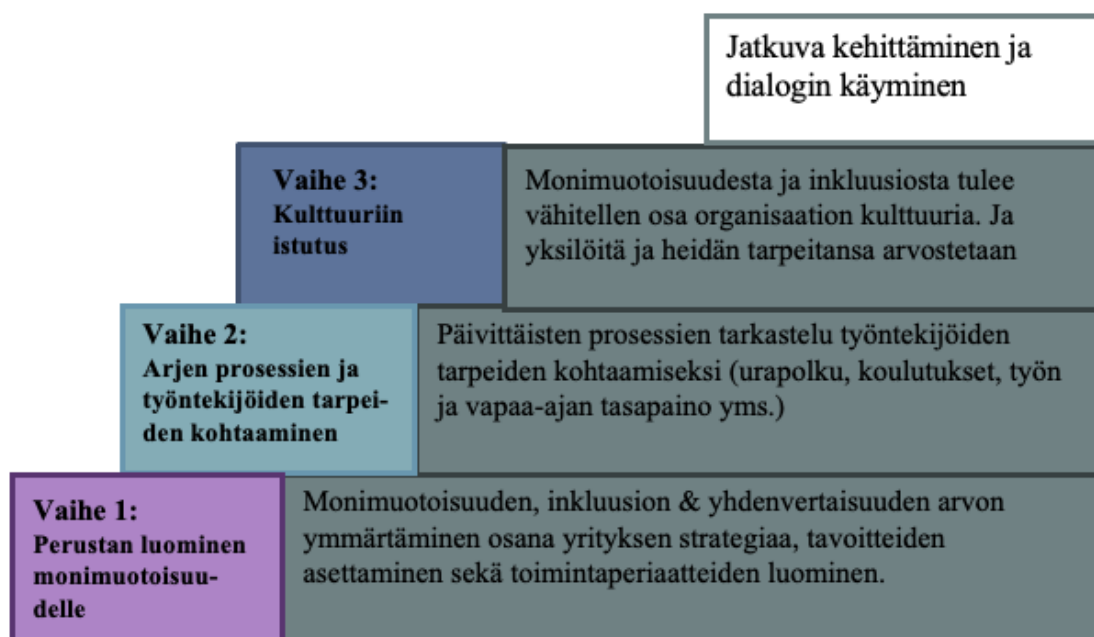 Jatkuva kehittäminen ja
dialogin käyminen
Vaihe 3:
Kulttuuriin
istutus
Monimuotoisuudesta ja inkluusiosta tulee
vähitellen osa organisaation kulttuuria. Ja
yksilöitä ja heidän tarpeitansa arvostetaan
Vaihe 2:
Arjen prosessien ja
työntekijöiden tarpei-
den kohtaaminen
Päivittäisten prosessien tarkastelu työntekijöiden
tarpeiden kohtaamiseksi (urapolku, koulutukset, työn
ja vapaa-ajan tasapaino yms.)
Vaihe 1:
Perustan luominen
monimuotoisuu-
delle
Monimuotoisuuden, inkluusion & yhdenvertaisuuden arvon
ymmärtäminen osana yrityksen strategiaa, tavoitteiden
asettaminen sekä toimintaperiaatteiden luominen.